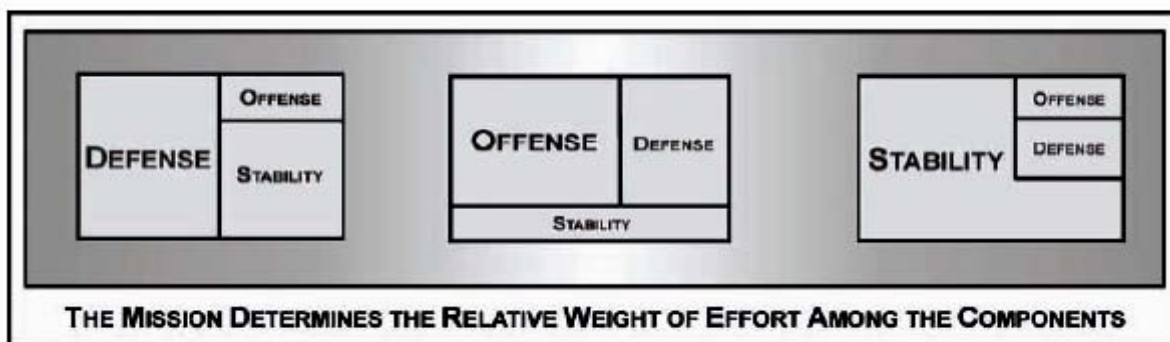 DEFENSE
OFFENSE
STABILITY
OFFENSE
DEFENSE
STABILITY
STABILITY
OFFENSE
DEFENSE
THE MISSION DETERMINES THE RELATIVE WEIGHT OF EFFORT AMONG THE COMPONENTS